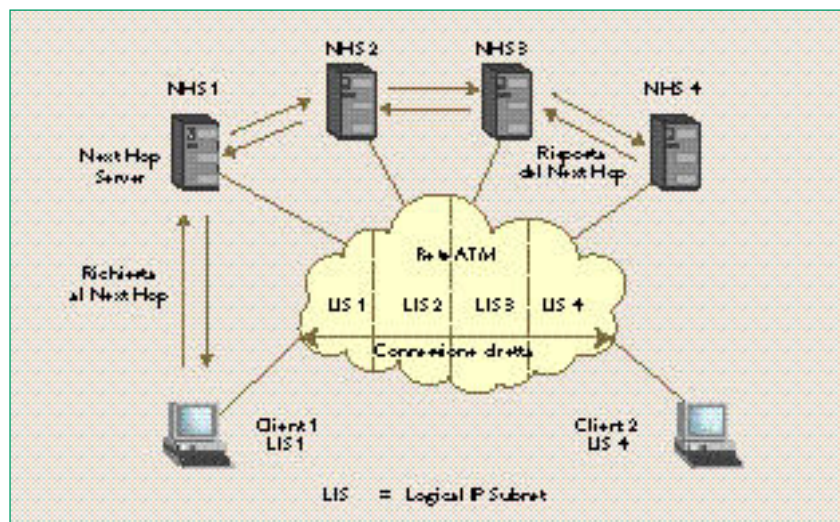 NHS 2
NHS 3
NHS 1
NHS 4
Next Hop
Server
Risposta
del Next Hop
Rete ATM
Richiesta
al Next Hop
LIS 1
LIS 2
LIS 3
LIS 4
Connessione diretta
Client 1
LIS 1
Client 2
LIS 4
LIS = Logical IP Subnet